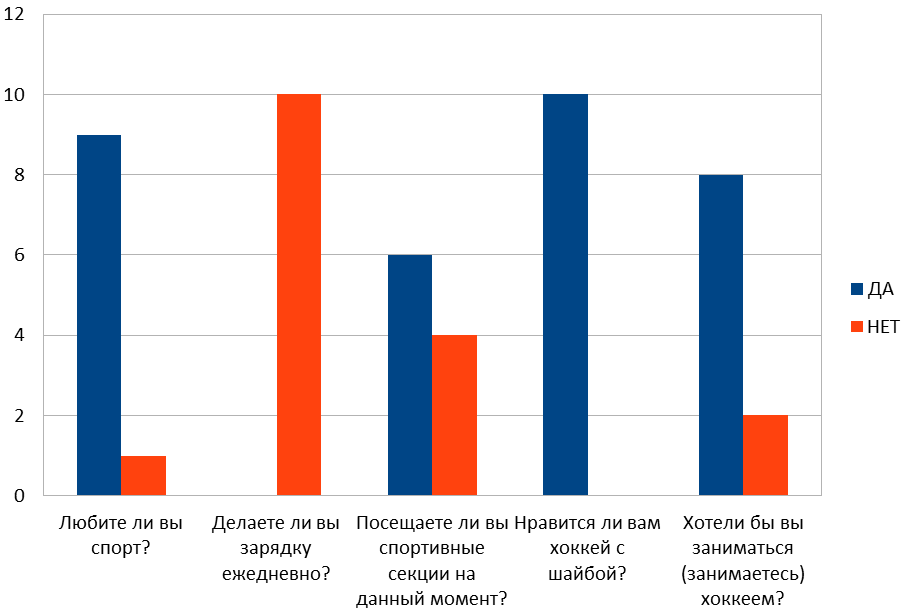 12
10
8
6
4
2
0
Любите ли вы
спорт?
Делаете ли вы
зарядку
ежедневно?
Посещаете ли вы
спортивные
секции на
данный момент?
Нравится ли вам
хоккей с
шайбой?
Хотели бы вы
заниматься
(занимаетесь)
хоккеем?
ДА
НЕТ